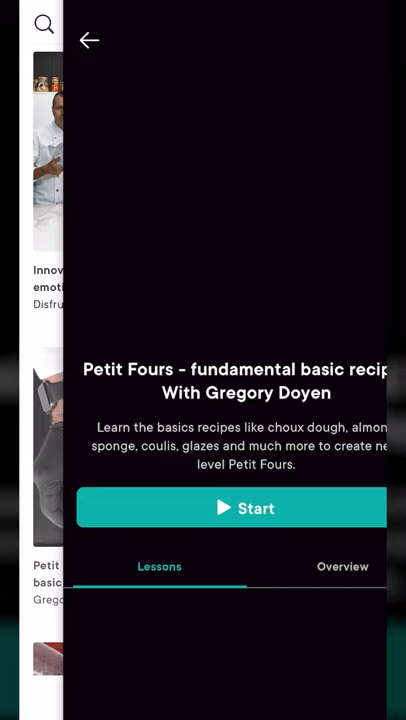 Innov
emoti
Disfru
Petit Fours - fundamental basic recip
With Gregory Doyen
Learn the basics recipes like choux dough, almon
sponge, coulis, glazes and much more to create ne
level Petit Fours.
Start
Petit
basic
Grego
Lessons
Overview